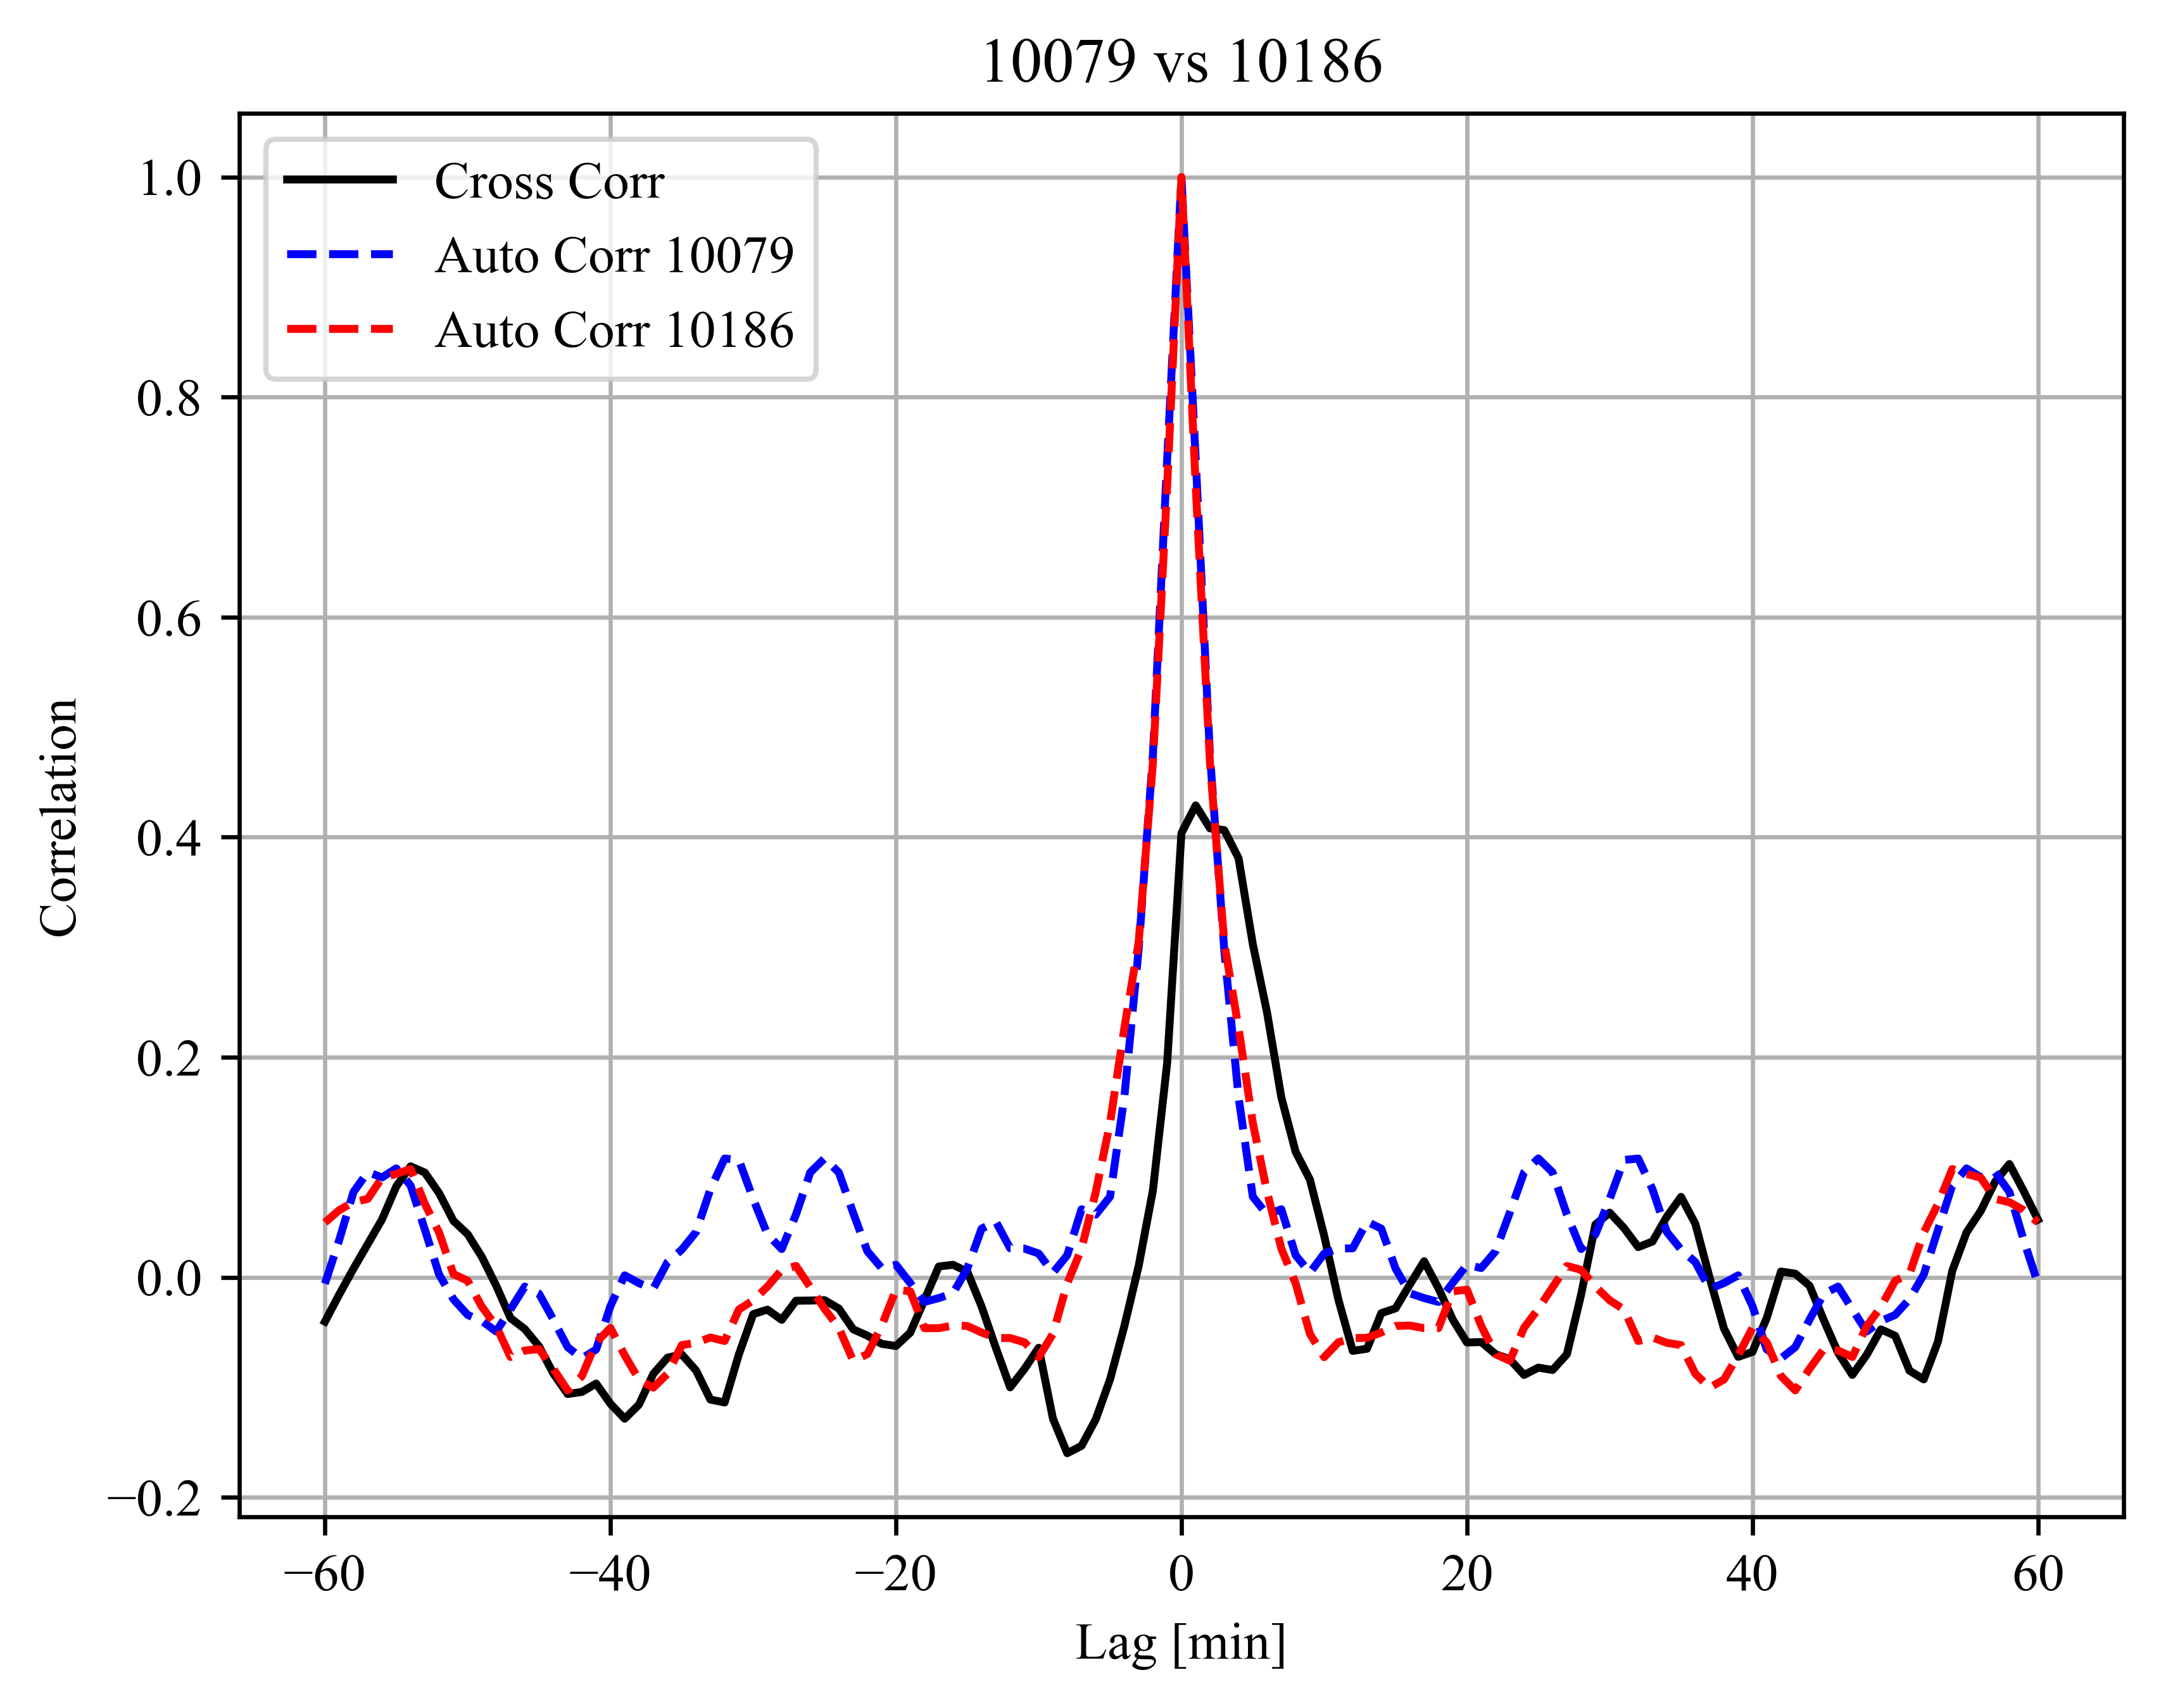 10079 vs 10186
Cross Corr
Auto Corr 10079
Auto Corr 10186
1.0
0.8
0.6
0.4
0.2
0.0
−0.2
Correlation
−60 −40 −20 0 20 40 60
Lag [min]